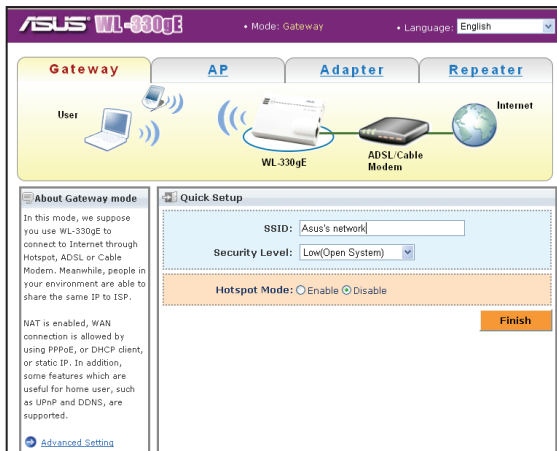 ASUS WL-330gE
• Mode: Gateway
• Language: English
Gateway
AP
Adapter
Repeater
User
Internet
WL-330gE
ADSL/Cable
Modem
About Gateway mode
In this mode, we suppose
you use WL-330gE to
connect to Internet through
Hotspot, ADSL or Cable
Modem. Meanwhile, people in
your environment are able to
share the same IP to ISP.
NAT is enabled, WAN
connection is allowed by
using PPPoE, or DHCP client,
or static IP. In addition,
some features which are
useful for home user, such
as UPnP and DDNS, are
supported.
Advanced Setting
Quick Setup
SSID: Asus's network
Security Level: Low(Open System)
Hotspot Mode: Enable Disable
Finish